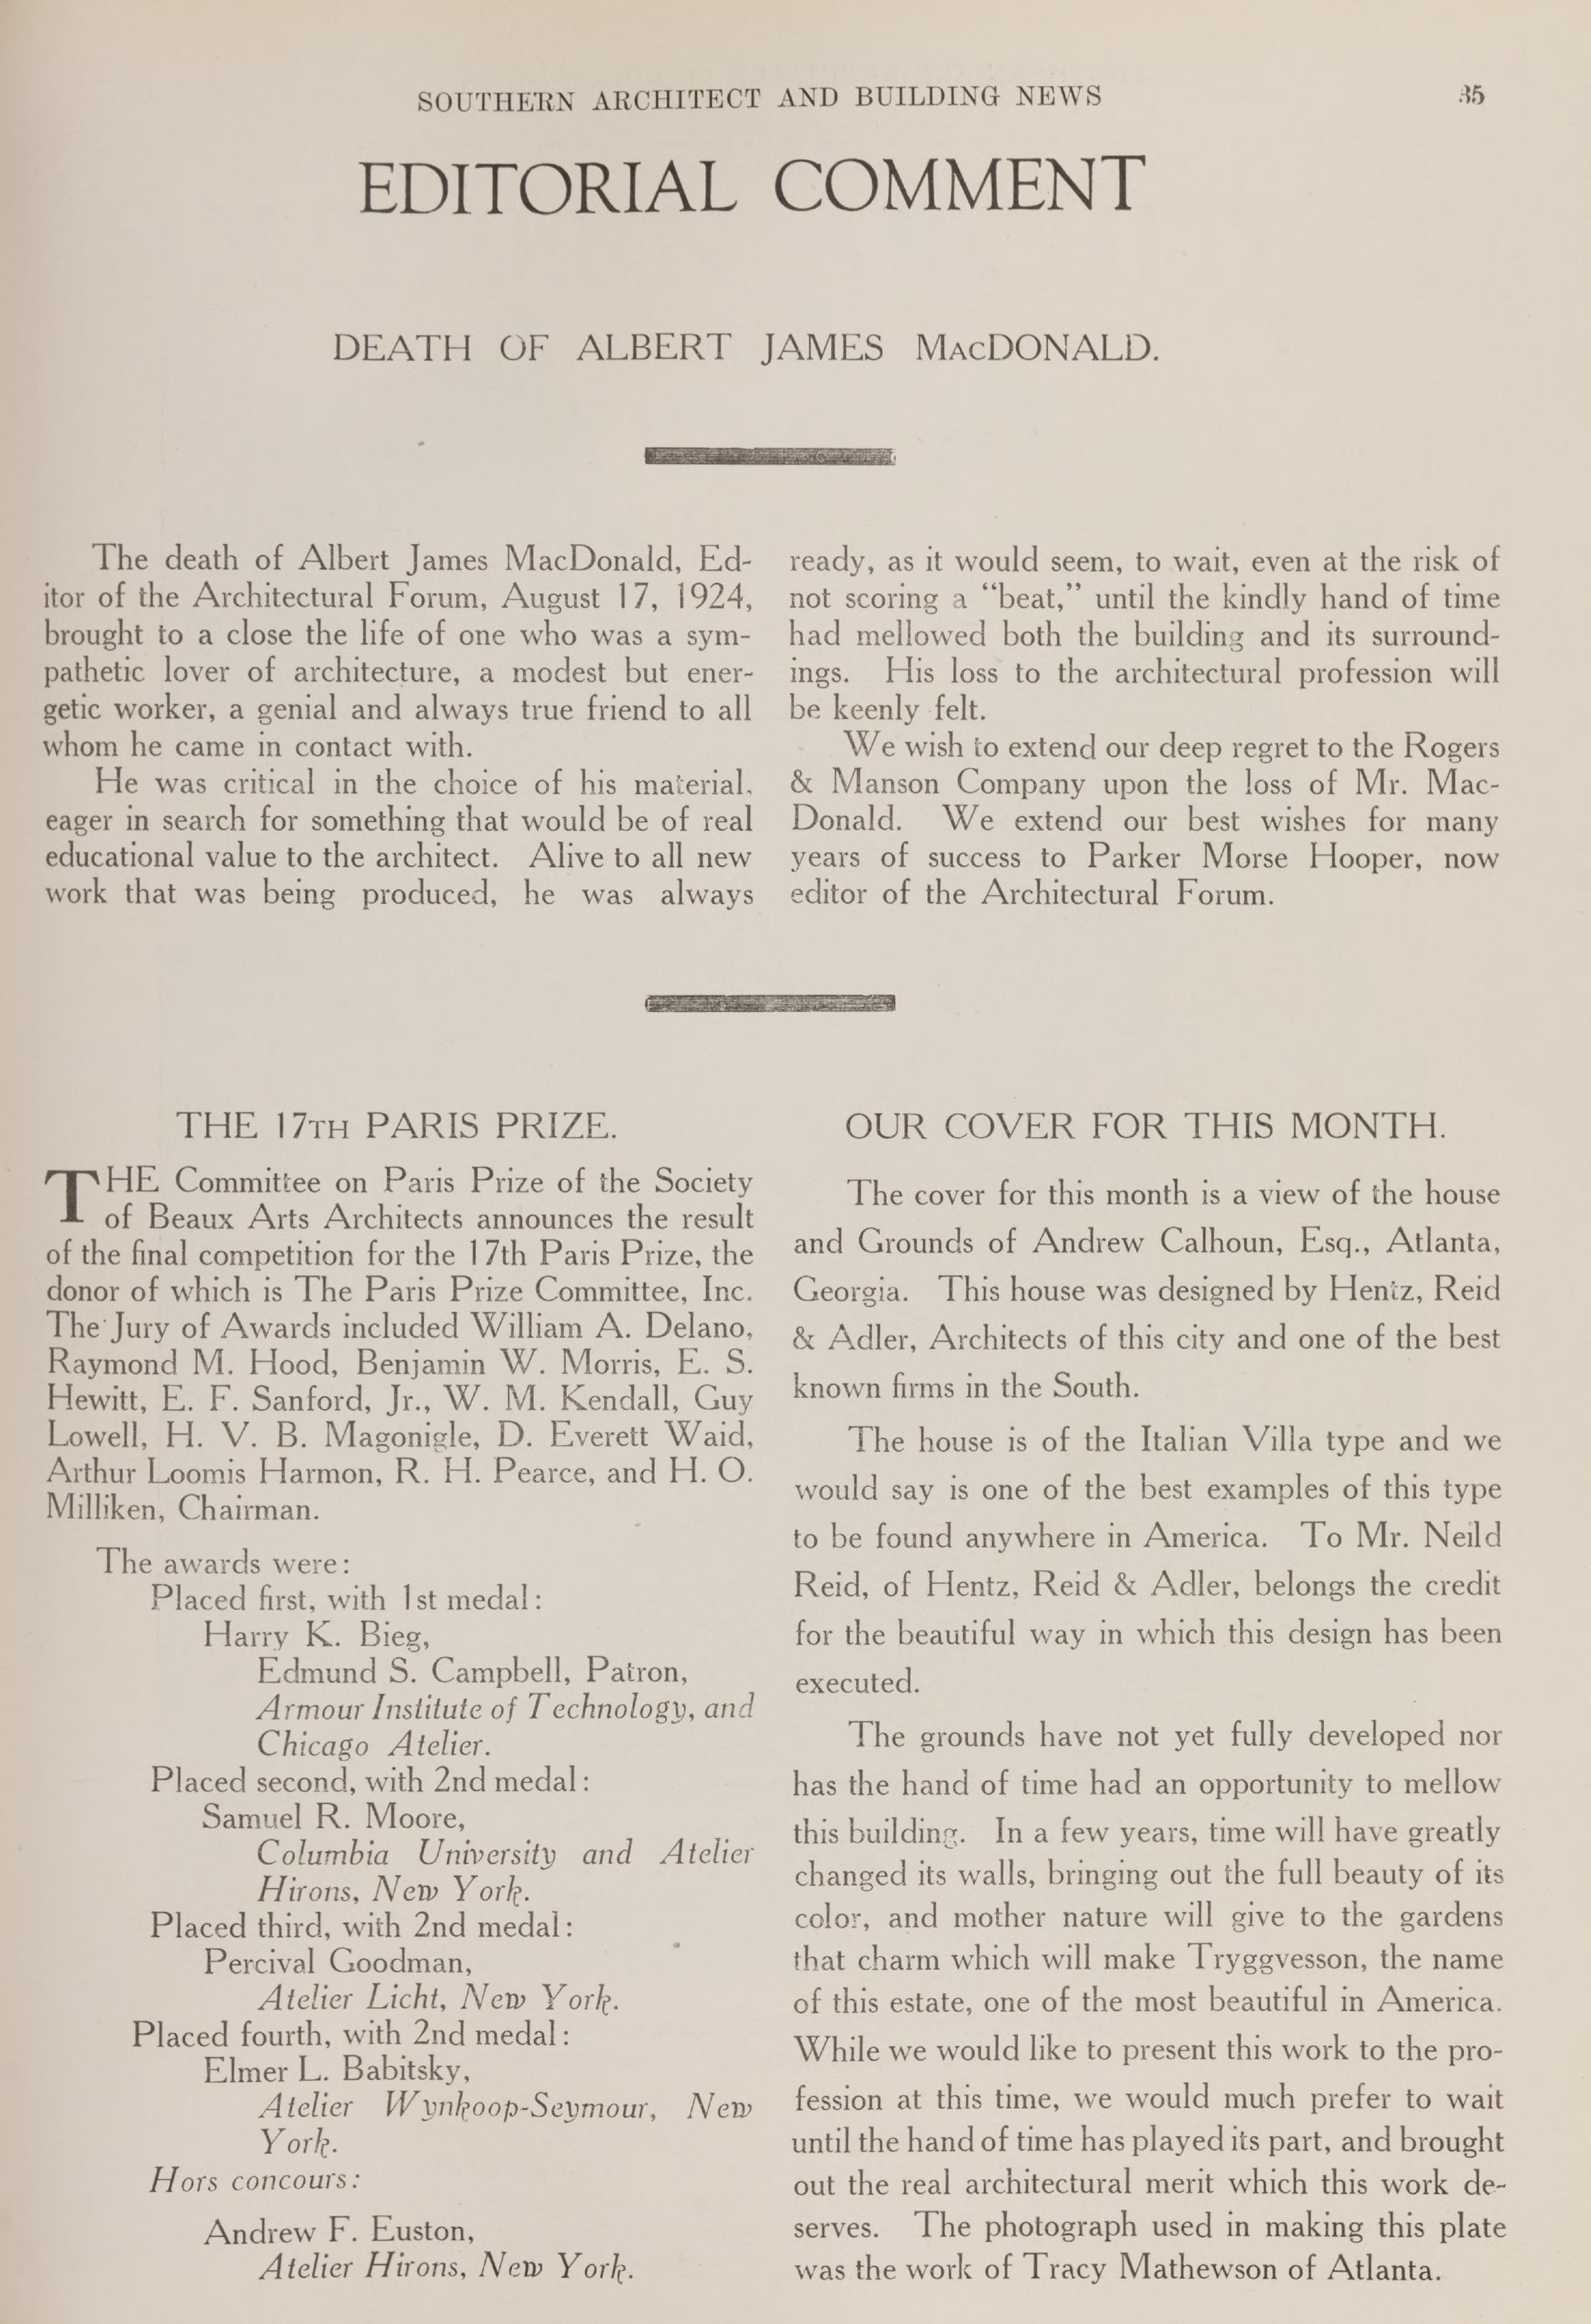 SOUTHERN ARCHITECT AND BUILDING NEWS 35
EDITORIAL COMMENT
DEATH OF ALBERT JAMES MacDONALD.
The death of Albert James MacDonald, Ed-
itor of the Architectural Forum, August 17, 1924,
brought to a close the life of one who was a sym-
pathetic lover of architecture, a modest but ener-
getic worker, a genial and always true friend to all
whom he came in contact with.
He was critical in the choice of his material,
eager in search for something that would be of real
educational value to the architect. Alive to all new
work that was being produced, he was always
ready, as it would seem, to wait, even at the risk of
not scoring a “beat,” until the kindly hand of time
had mellowed both the building and its surround-
ings. His loss to the architectural profession will
be keenly felt.
We wish to extend our deep regret to the Rogers
& Manson Company upon the loss of Mr. Mac-
Donald. We extend our best wishes for many
years of success to Parker Morse Hooper, now
editor of the Architectural Forum.
THE 17TH PARIS PRIZE.
THE Committee on Paris Prize of the Society
of Beaux Arts Architects announces the result
of the final competition for the 17th Paris Prize, the
donor of which is The Paris Prize Committee, Inc.
The Jury of Awards included William A. Delano,
Raymond M. Hood, Benjamin W. Morris, E. S.
Hewitt, E. F. Sanford, Jr., W. M. Kendall, Guy
Lowell, H. V. B. Magonigle, D. Everett Waid,
Arthur Loomis Harmon, R. H. Pearce, and H. O.
Milliken, Chairman.
The awards were:
Placed first, with 1st medal:
Harry K. Bieg,
Edmund S. Campbell, Patron,
Armour Institute of Technology, and
Chicago Atelier.
Placed second, with 2nd medal:
Samuel R. Moore,
Columbia University and Atelier
Hirons, New York.
Placed third, with 2nd medal:
Percival Goodman,
Atelier Licht, New York.
Placed fourth, with 2nd medal:
Elmer L. Babitsky,
Atelier Wynkoop-Seymour, New
York.
Hors concours:
Andrew F. Euston,
Atelier Hirons, New York.
OUR COVER FOR THIS MONTH.
The cover for this month is a view of the house
and Grounds of Andrew Calhoun, Esq., Atlanta,
Georgia. This house was designed by Hentz, Reid
& Adler, Architects of this city and one of the best
known firms in the South.
The house is of the Italian Villa type and we
would say is one of the best examples of this type
to be found anywhere in America. To Mr. Neild
Reid, of Hentz, Reid & Adler, belongs the credit
for the beautiful way in which this design has been
executed.
The grounds have not yet fully developed nor
has the hand of time had an opportunity to mellow
this building. In a few years, time will have greatly
changed its walls, bringing out the full beauty of its
color, and mother nature will give to the gardens
that charm which will make Tryggvesson, the name
of this estate, one of the most beautiful in America.
While we would like to present this work to the pro-
fession at this time, we would much prefer to wait
until the hand of time has played its part, and brought
out the real architectural merit which this work de-
serves. The photograph used in making this plate
was the work of Tracy Mathewson of Atlanta.